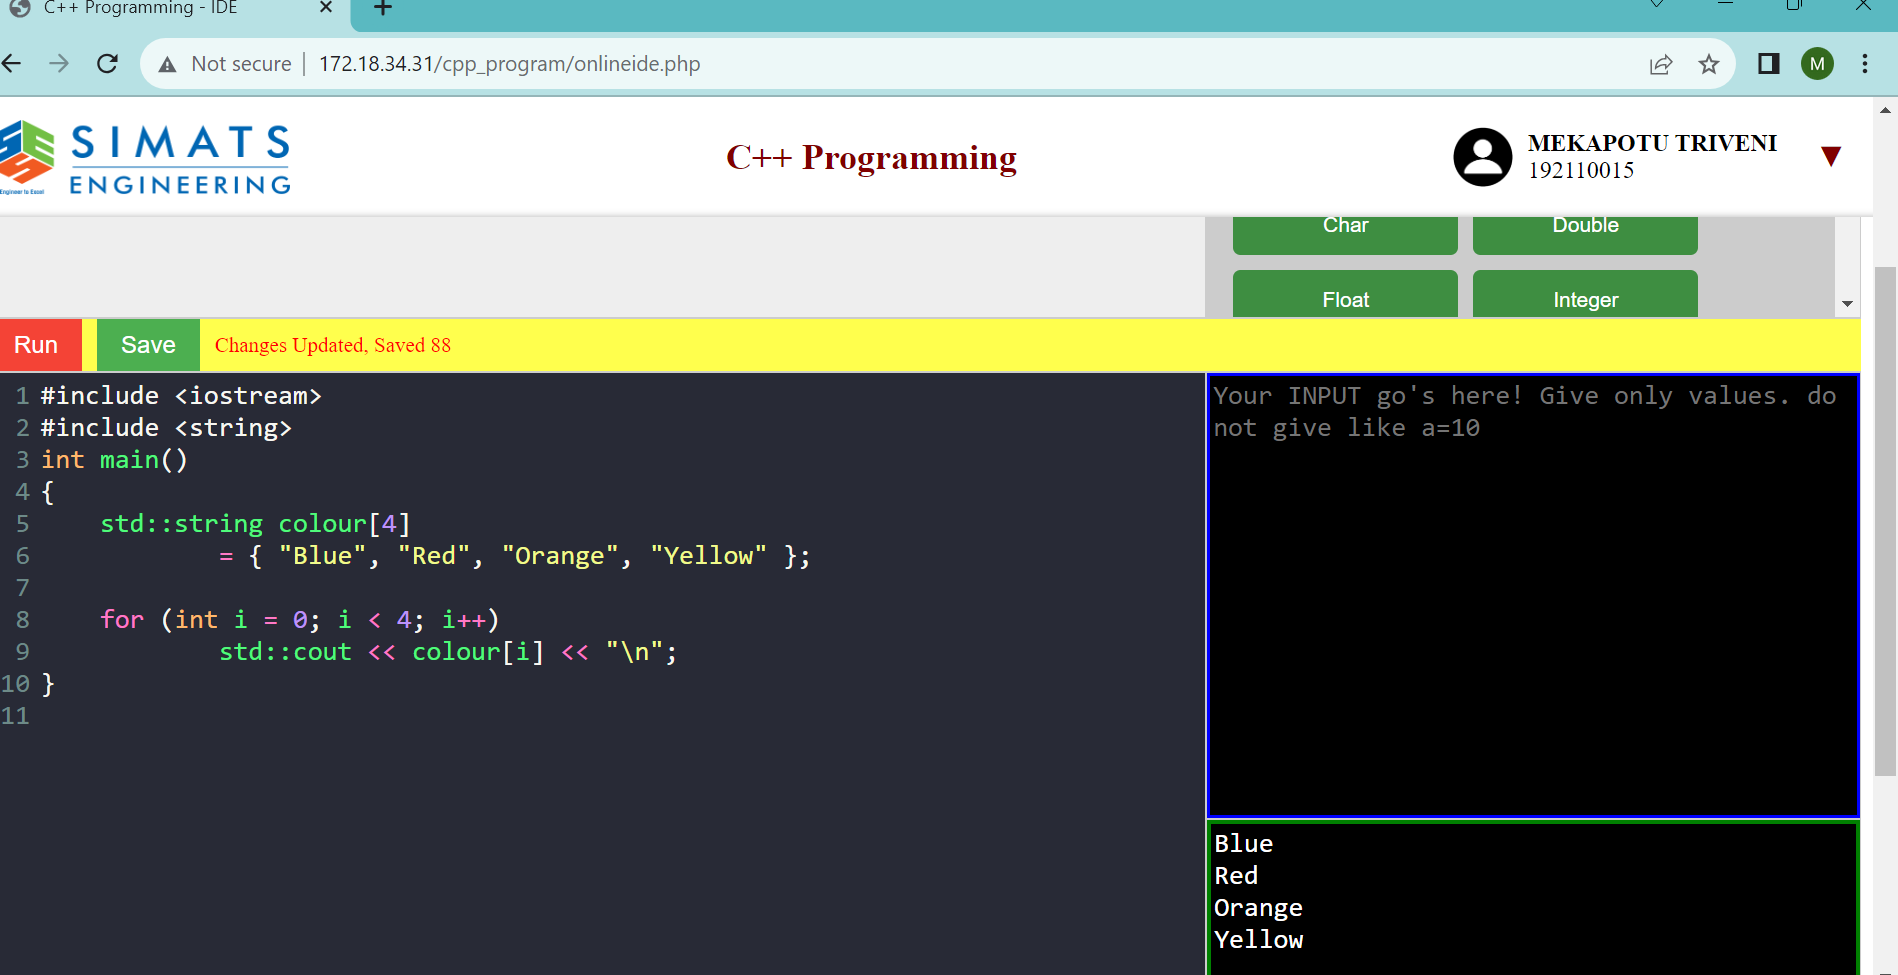 C++ Programming - IDE
Not secure
172.18.34.31/cpp_program/onlineide.php
M
SIMATS
ENGINEERING
Engineer to Excel
C++ Programming
MEKAPOTU TRIVENI
192110015
Char
Double
Float
Integer
Run
Save
Changes Updated, Saved 88
1 #include <iostream>
2 #include <string>
3 int main()
4 {
5     std::string colour[4]
6             = { "Blue", "Red", "Orange", "Yellow" };
7
8     for (int i = 0; i < 4; i++)
9             std::cout << colour[i] << "\n";
10 }
11
Your INPUT go's here! Give only values. do
not give like a=10
Blue
Red
Orange
Yellow